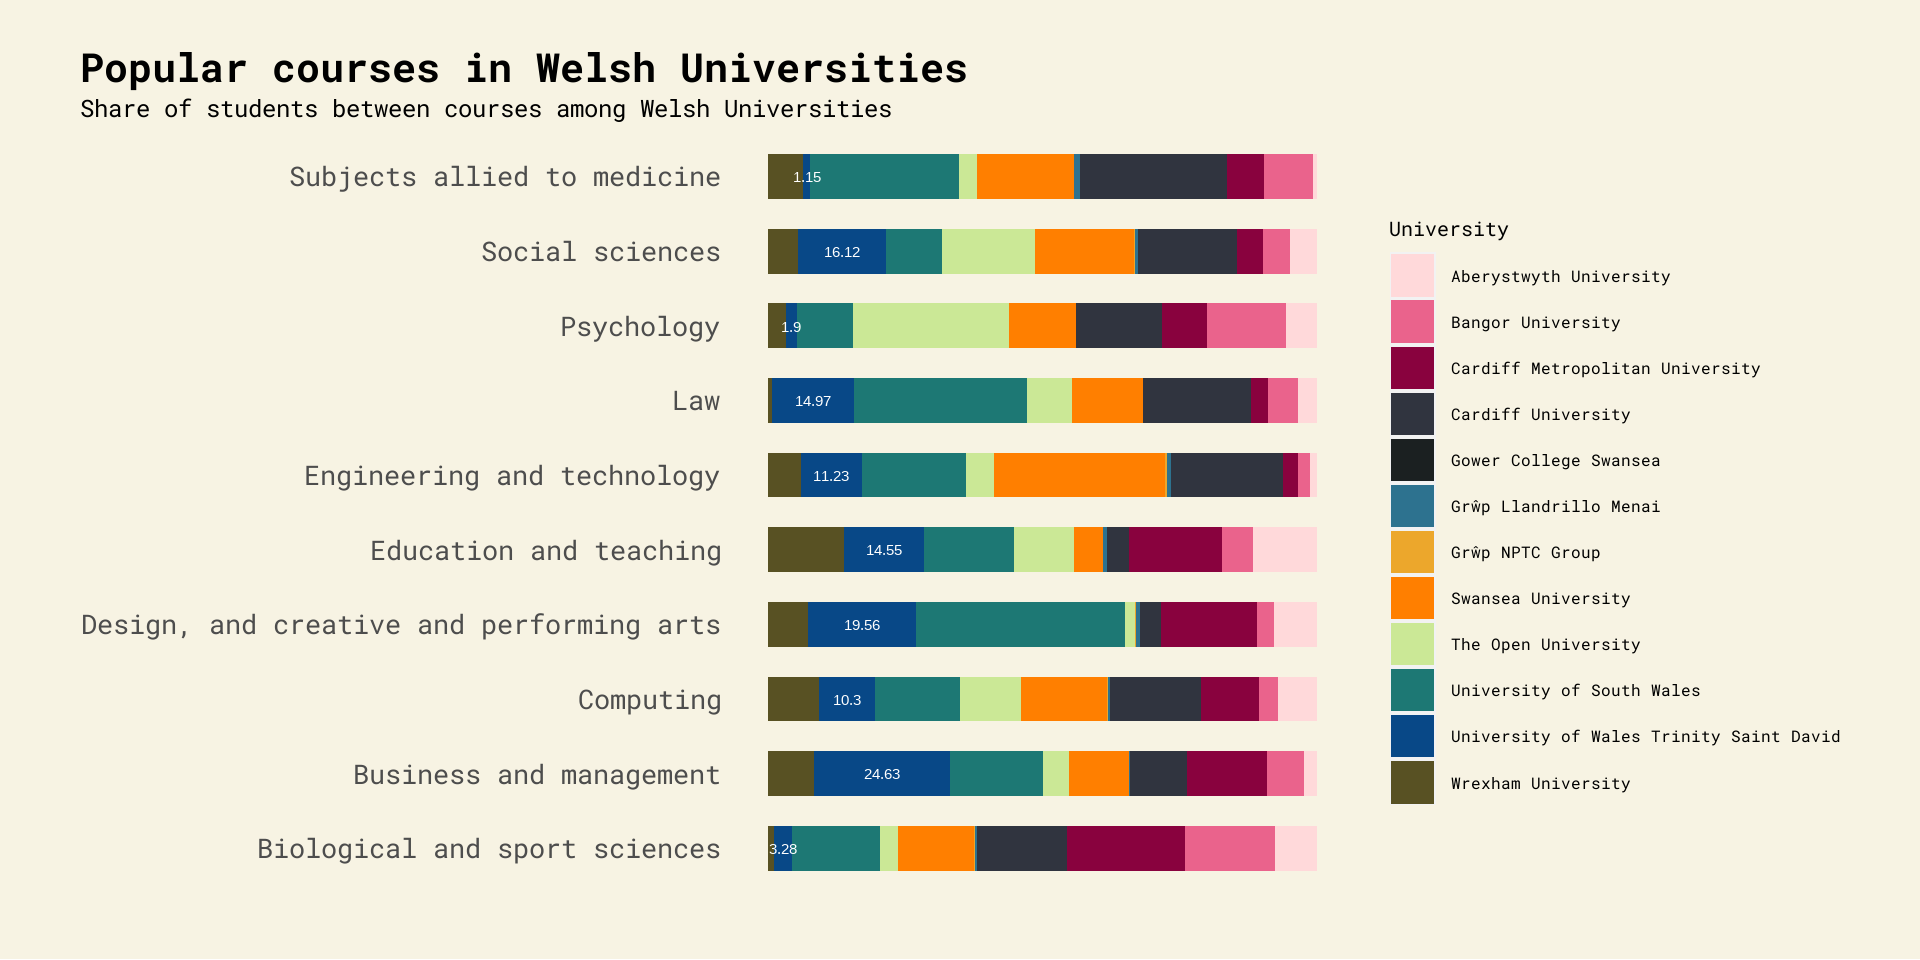 Popular courses in Welsh Universities
Share of students between courses among Welsh Universities
Subjects allied to medicine
1.15
Social sciences
16.12
Psychology
1.9
Law
14.97
Engineering and technology
11.23
Education and teaching
14.55
Design, and creative and performing arts
19.56
Computing
10.3
Business and management
24.63
Biological and sport sciences
3.28
University
Aberystwyth University
Bangor University
Cardiff Metropolitan University
Cardiff University
Gower College Swansea
Grŵp Llandrillo Menai
Grŵp NPTC Group
Swansea University
The Open University
University of South Wales
University of Wales Trinity Saint David
Wrexham University